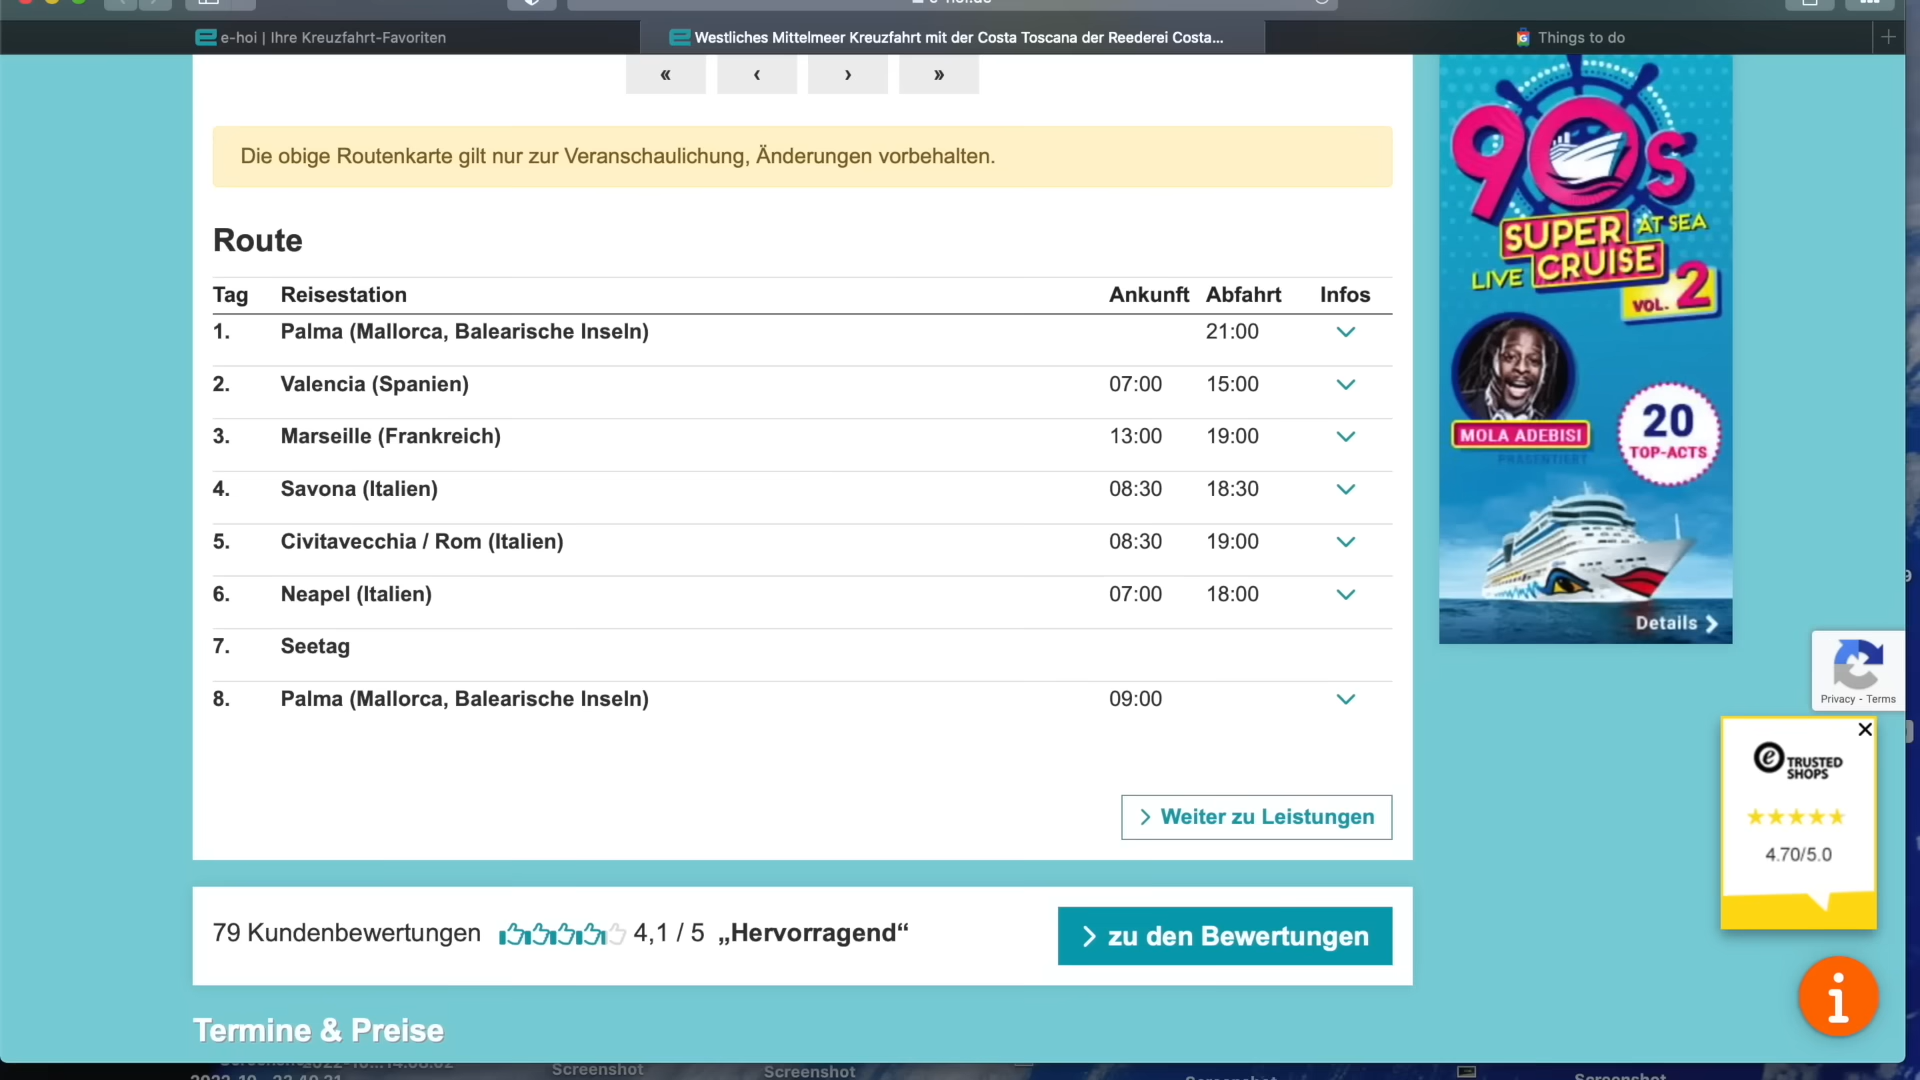 e-hoi | Ihre Kreuzfahrt-Favoriten
Westliches Mittelmeer Kreuzfahrt mit der Costa Toscana der Reederei Costa...
Things to do
« ‹ › »
Die obige Routenkarte gilt nur zur Veranschaulichung, Änderungen vorbehalten.
Route
Tag Reisestation Ankunft Abfahrt Infos
1. Palma (Mallorca, Balearische Inseln) 21:00
2. Valencia (Spanien) 07:00 15:00
3. Marseille (Frankreich) 13:00 19:00
4. Savona (Italien) 08:30 18:30
5. Civitavecchia / Rom (Italien) 08:30 19:00
6. Neapel (Italien) 07:00 18:00
7. Seetag
8. Palma (Mallorca, Balearische Inseln) 09:00
> Weiter zu Leistungen
79 Kundenbewertungen 4,1 / 5 „Hervorragend“
> zu den Bewertungen
Termine & Preise
90s
SUPER AT SEA
LIVE CRUISE
VOL. 2
MOLA ADEBISI
PRÄSENTIERT
20
TOP-ACTS
Details >
Privacy - Terms
e TRUSTED
SHOPS
4.70/5.0
i
Screenshot
Screenshot